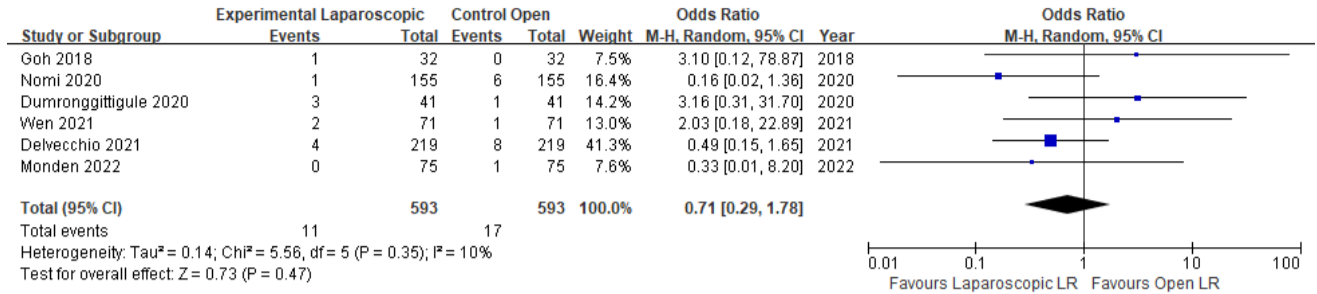 Experimental Laparoscopic Control Open Odds Ratio Odds Ratio
Study or Subgroup Events Total Events Total Weight M-H, Random, 95% CI Year M-H, Random, 95% CI
Goh 2018 1 32 0 32 7.5% 3.10 [0.12, 78.87] 2018
Nomi 2020 1 155 6 155 16.4% 0.16 [0.02, 1.36] 2020
Dumronggittigule 2020 3 41 1 41 14.2% 3.16 [0.31, 31.70] 2020
Wen 2021 2 71 1 71 13.0% 2.03 [0.18, 22.89] 2021
Delvecchio 2021 4 219 8 219 41.3% 0.49 [0.15, 1.65] 2021
Monden 2022 0 75 1 75 7.6% 0.33 [0.01, 8.20] 2022
Total (95% CI) 593 593 100.0% 0.71 [0.29, 1.78]
Total events 11 17
Heterogeneity: Tau² = 0.14; Chi² = 5.56, df = 5 (P = 0.35); I² = 10%
Test for overall effect: Z = 0.73 (P = 0.47)
0.01 0.1 1 10 100
Favours Laparoscopic LR Favours Open LR